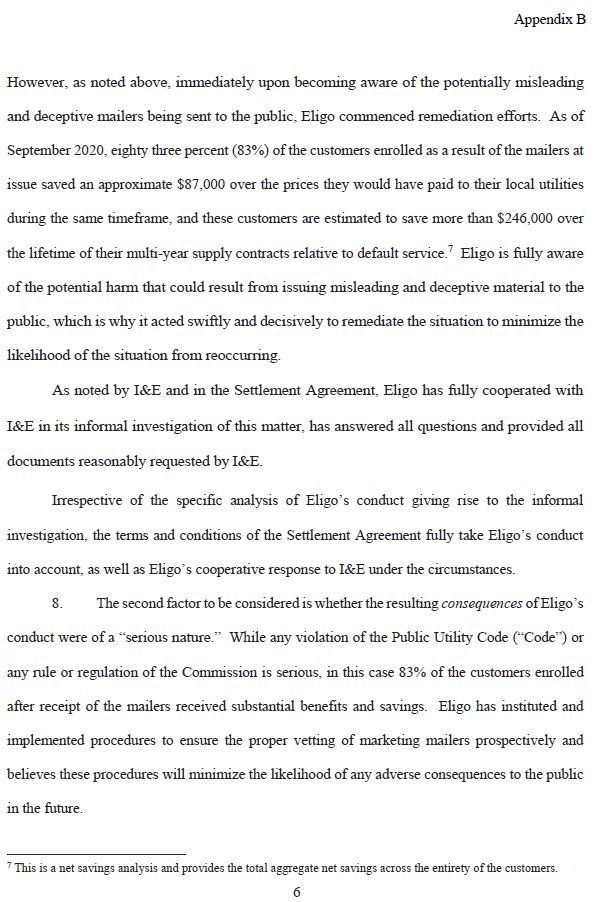 Appendix B
However, as noted above, immediately upon becoming aware of the potentially misleading
and deceptive mailers being sent to the public, Eligo commenced remediation efforts.  As of
September 2020, eighty three percent (83%) of the customers enrolled as a result of the mailers at
issue saved an approximate $87,000 over the prices they would have paid to their local utilities
during the same timeframe, and these customers are estimated to save more than $246,000 over
the lifetime of their multi-year supply contracts relative to default service.7  Eligo is fully aware
of the potential harm that could result from issuing misleading and deceptive material to the
public, which is why it acted swiftly and decisively to remediate the situation to minimize the
likelihood of the situation from reoccurring.
As noted by I&E and in the Settlement Agreement, Eligo has fully cooperated with
I&E in its informal investigation of this matter, has answered all questions and provided all
documents reasonably requested by I&E.
Irrespective of the specific analysis of Eligo's conduct giving rise to the informal
investigation, the terms and conditions of the Settlement Agreement fully take Eligo's conduct
into account, as well as Eligo's cooperative response to I&E under the circumstances.
8. The second factor to be considered is whether the resulting consequences of Eligo's
conduct were of a “serious nature.”  While any violation of the Public Utility Code (“Code”) or
any rule or regulation of the Commission is serious, in this case 83% of the customers enrolled
after receipt of the mailers received substantial benefits and savings.  Eligo has instituted and
implemented procedures to ensure the proper vetting of marketing mailers prospectively and
believes these procedures will minimize the likelihood of any adverse consequences to the public
in the future.
7 This is a net savings analysis and provides the total aggregate net savings across the entirety of the customers.
6